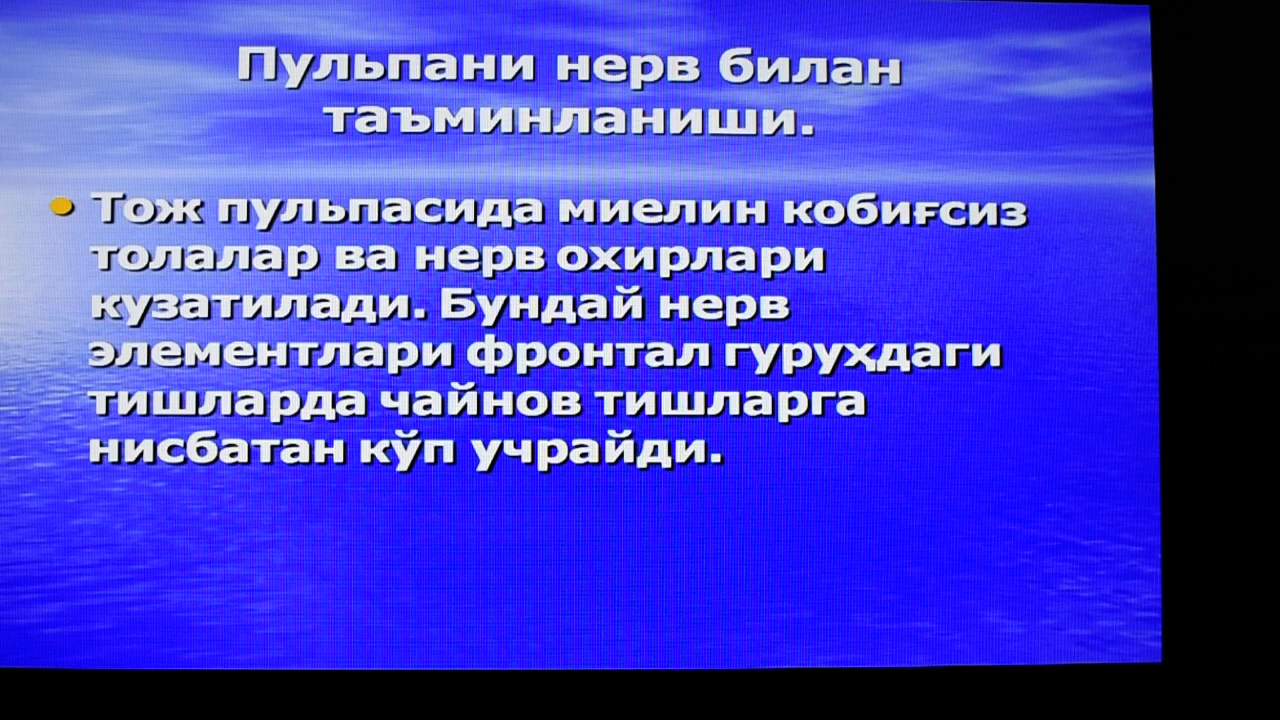 Пульпани нерв билан
таъминланиши.
Тож пульпасида миелин кобиғсиз
толалар ва нерв охирлари
кузатилади. Бундай нерв
элементлари фронтал гуруҳдаги
тишларда чайнов тишларга
нисбатан кўп учрайди.